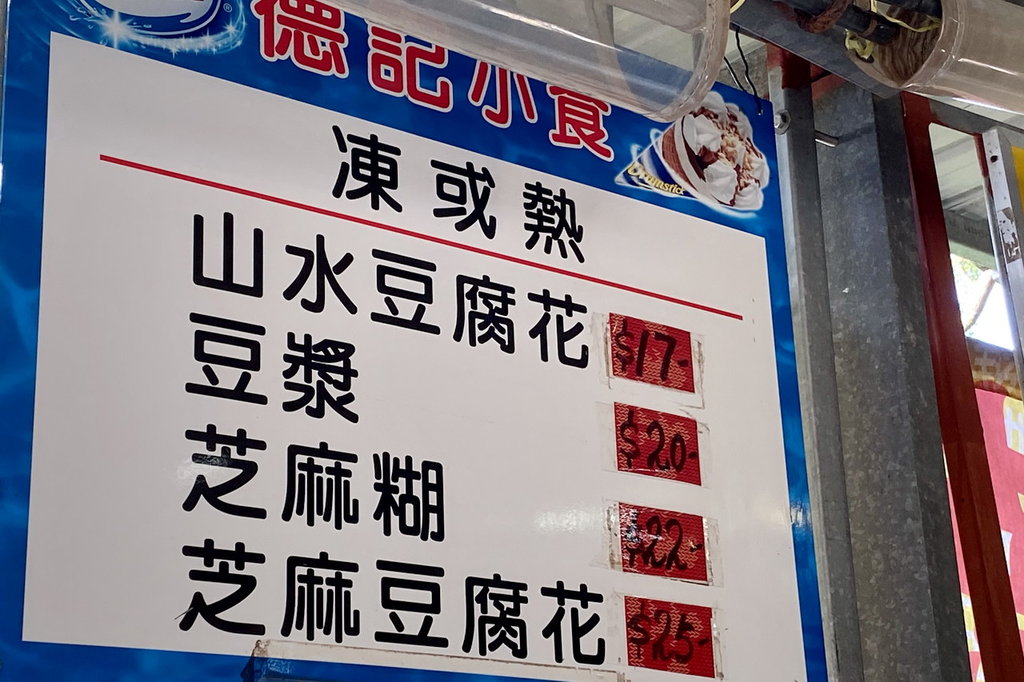 德記小食
Drumstick
凍或熱
山水豆腐花 $17-
豆漿 $20-
芝麻糊 $22-
芝麻豆腐花 $25-